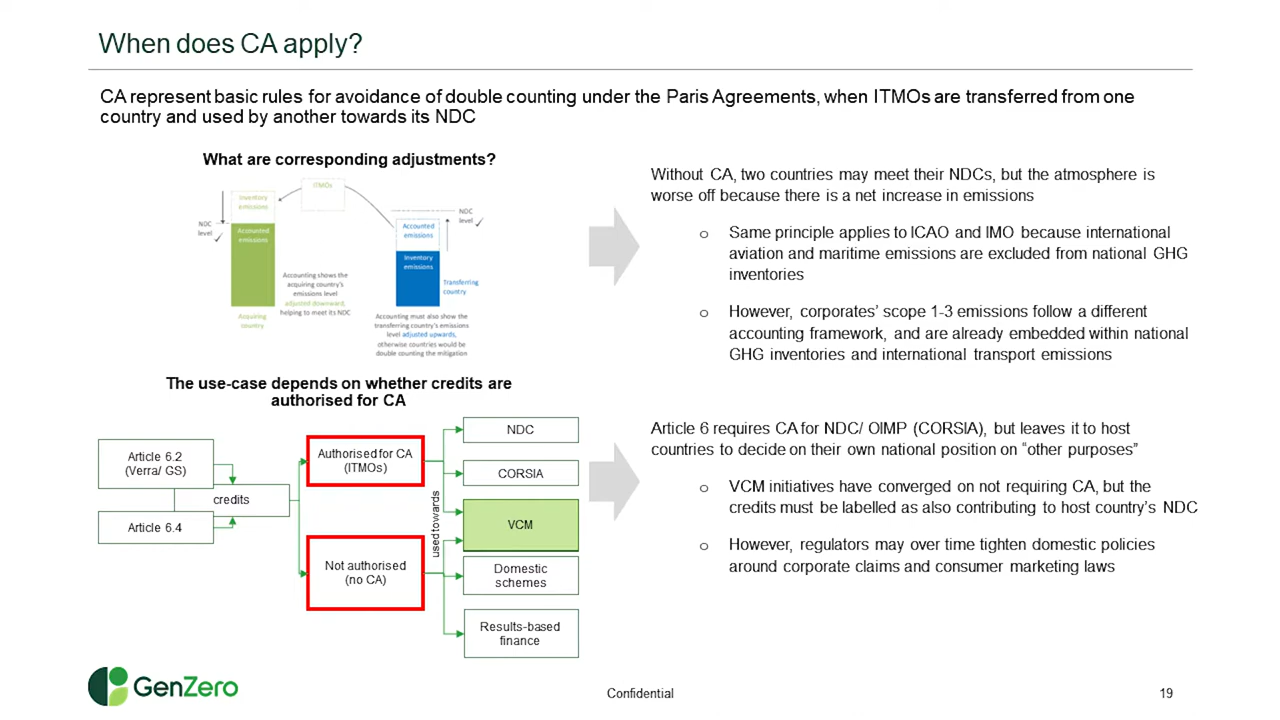 When does CA apply?
CA represent basic rules for avoidance of double counting under the Paris Agreements, when ITMOs are transferred from one
country and used by another towards its NDC
What are corresponding adjustments?
ITMOs
Inventory
emissions
NDC
level
Accounted
emissions
Accounting shows the
acquiring country's
emissions level
adjusted downward,
helping to meet its NDC
Acquiring
country
NDC
level
Accounted
emissions
Inventory
emissions
Transferring
country
Accounting must also show the
transferring country's emissions
level adjusted upwards,
otherwise countries would be
double counting the mitigation
Without CA, two countries may meet their NDCs, but the atmosphere is
worse off because there is a net increase in emissions
o Same principle applies to ICAO and IMO because international
aviation and maritime emissions are excluded from national GHG
inventories
o However, corporates' scope 1-3 emissions follow a different
accounting framework, and are already embedded within national
GHG inventories and international transport emissions
The use-case depends on whether credits are
authorised for CA
Article 6.2
(Verra/ GS)
credits
Article 6.4
Authorised for CA
(ITMOs)
Not authorised
(no CA)
used towards
NDC
CORSIA
VCM
Domestic
schemes
Results-based
finance
Article 6 requires CA for NDC/ OIMP (CORSIA), but leaves it to host
countries to decide on their own national position on "other purposes"
o VCM initiatives have converged on not requiring CA, but the
credits must be labelled as also contributing to host country's NDC
o However, regulators may over time tighten domestic policies
around corporate claims and consumer marketing laws
GenZero
Confidential
19